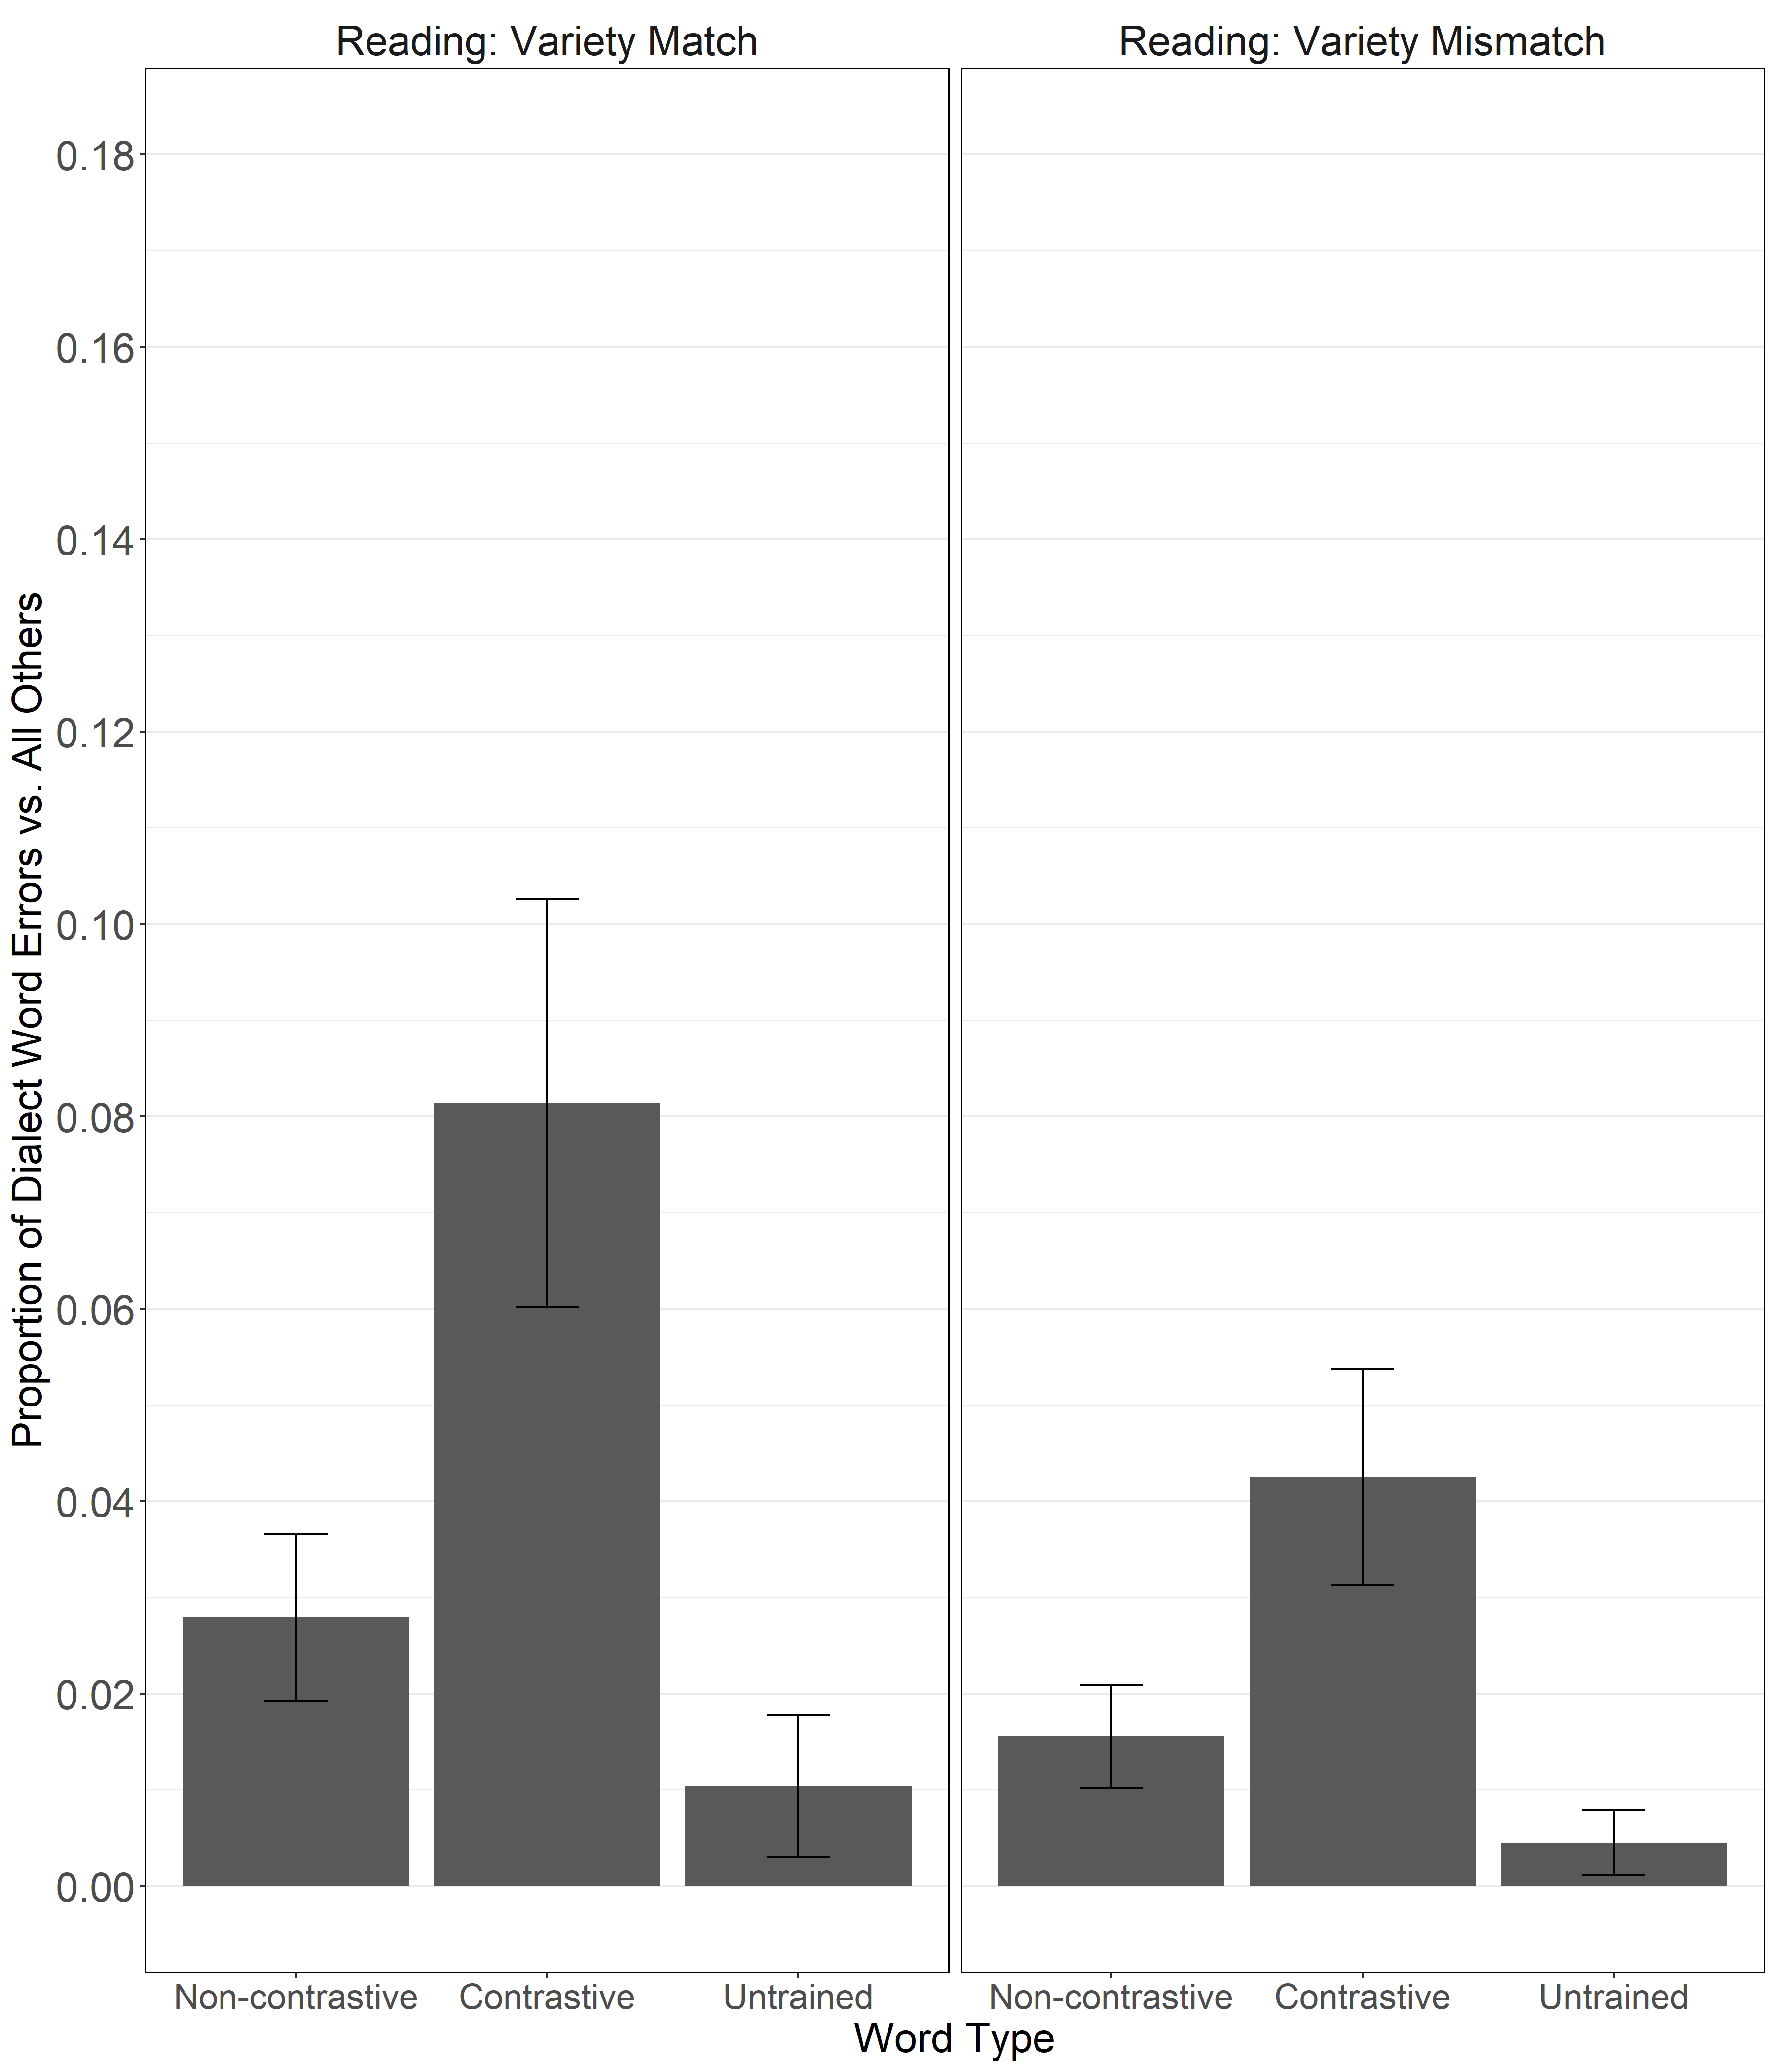 Reading: Variety Match
Reading: Variety Mismatch
Proportion of Dialect Word Errors vs. All Others
0.18
0.16
0.14
0.12
0.10
0.08
0.06
0.04
0.02
0.00
Non-contrastive Contrastive Untrained
Non-contrastive Contrastive Untrained
Word Type